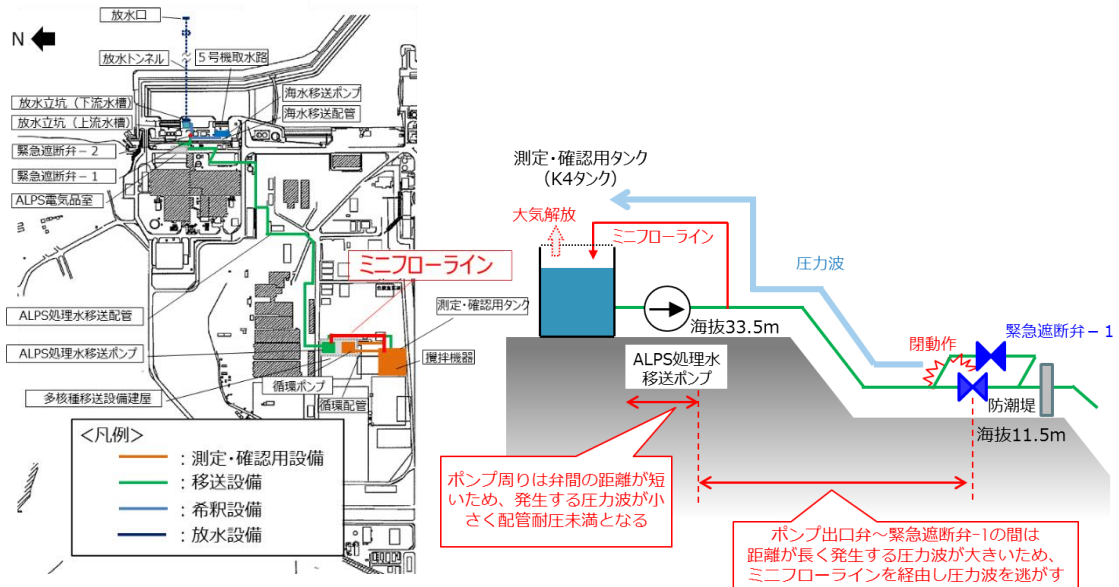 放水口
N
放水トンネル
5号機取水路
海水移送ポンプ
海水移送配管
放水立坑（下流水槽）
放水立坑（上流水槽）
緊急遮断弁－2
緊急遮断弁－1
ALPS電気品室
ミニフローライン
測定・確認用タンク
ALPS処理水移送配管
ALPS処理水移送ポンプ
攪拌機器
循環ポンプ
多核種移送設備建屋
循環配管
＜凡例＞
：測定・確認用設備
：移送設備
：希釈設備
：放水設備
測定・確認用タンク
（K4タンク）
大気解放
ミニフローライン
圧力波
海抜33.5m
緊急遮断弁－1
閉動作
ALPS処理水
移送ポンプ
防潮堤
海抜11.5m
ポンプ周りは弁間の距離が短
いため、発生する圧力波が小
さく配管耐圧未満となる
ポンプ出口弁～緊急遮断弁-1の間は
距離が長く発生する圧力波が大きいため、
ミニフローラインを経由し圧力波を逃がす